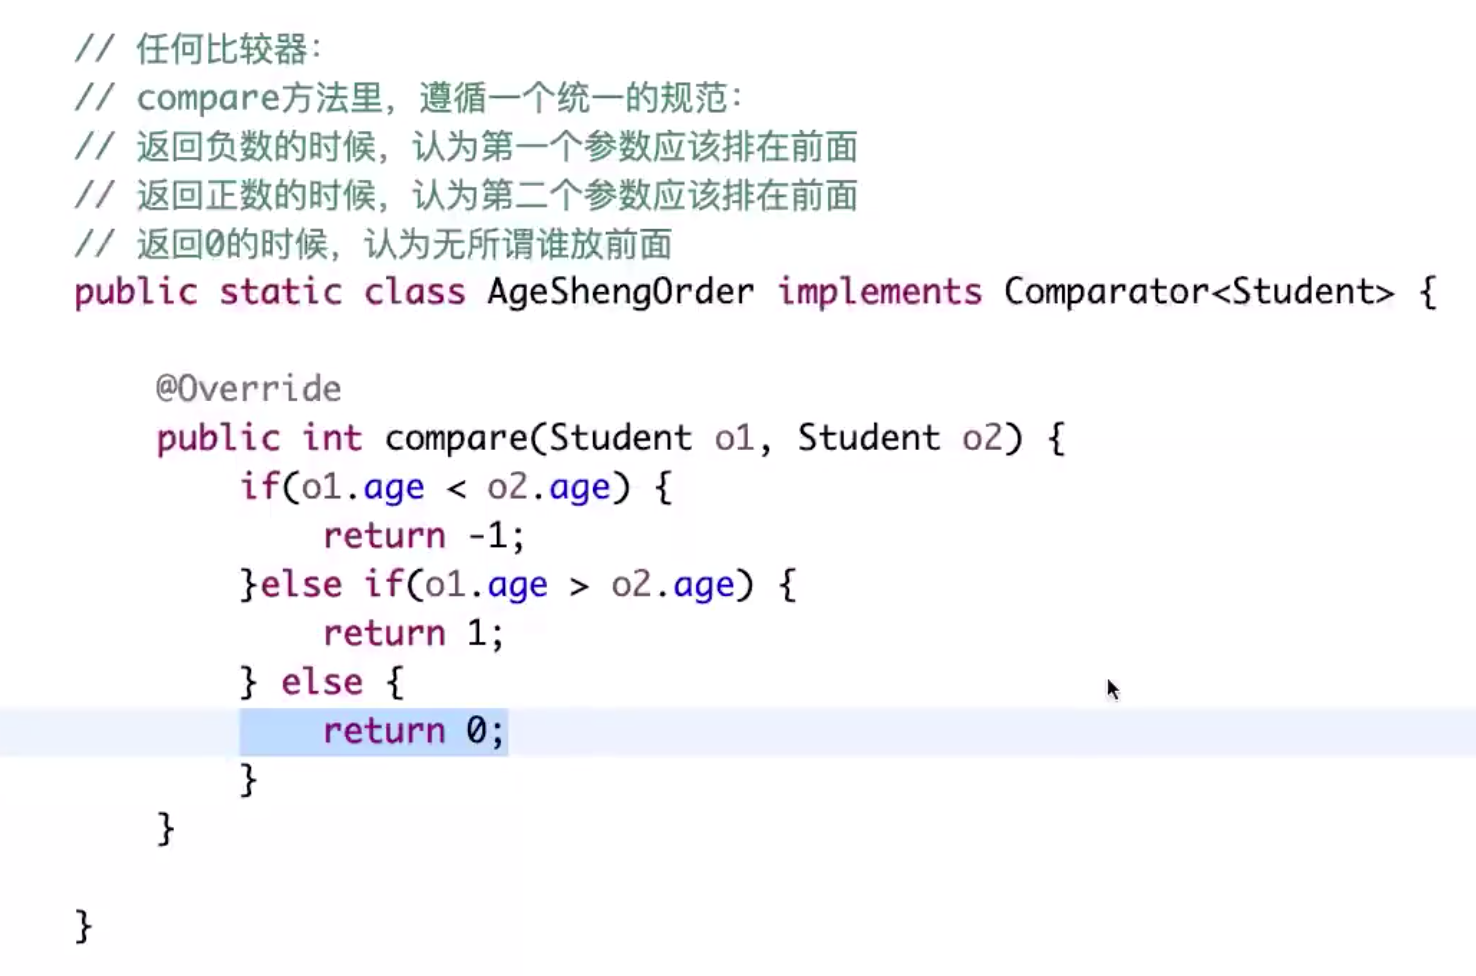 // 任何比较器：
// compare方法里，遵循一个统一的规范：
// 返回负数的时候，认为第一个参数应该排在前面
// 返回正数的时候，认为第二个参数应该排在前面
// 返回0的时候，认为无所谓谁放前面
public static class AgeShengOrder implements Comparator<Student> {
@Override
public int compare(Student o1, Student o2) {
if(o1.age < o2.age) {
return -1;
}else if(o1.age > o2.age) {
return 1;
} else {
return 0;
}
}
}